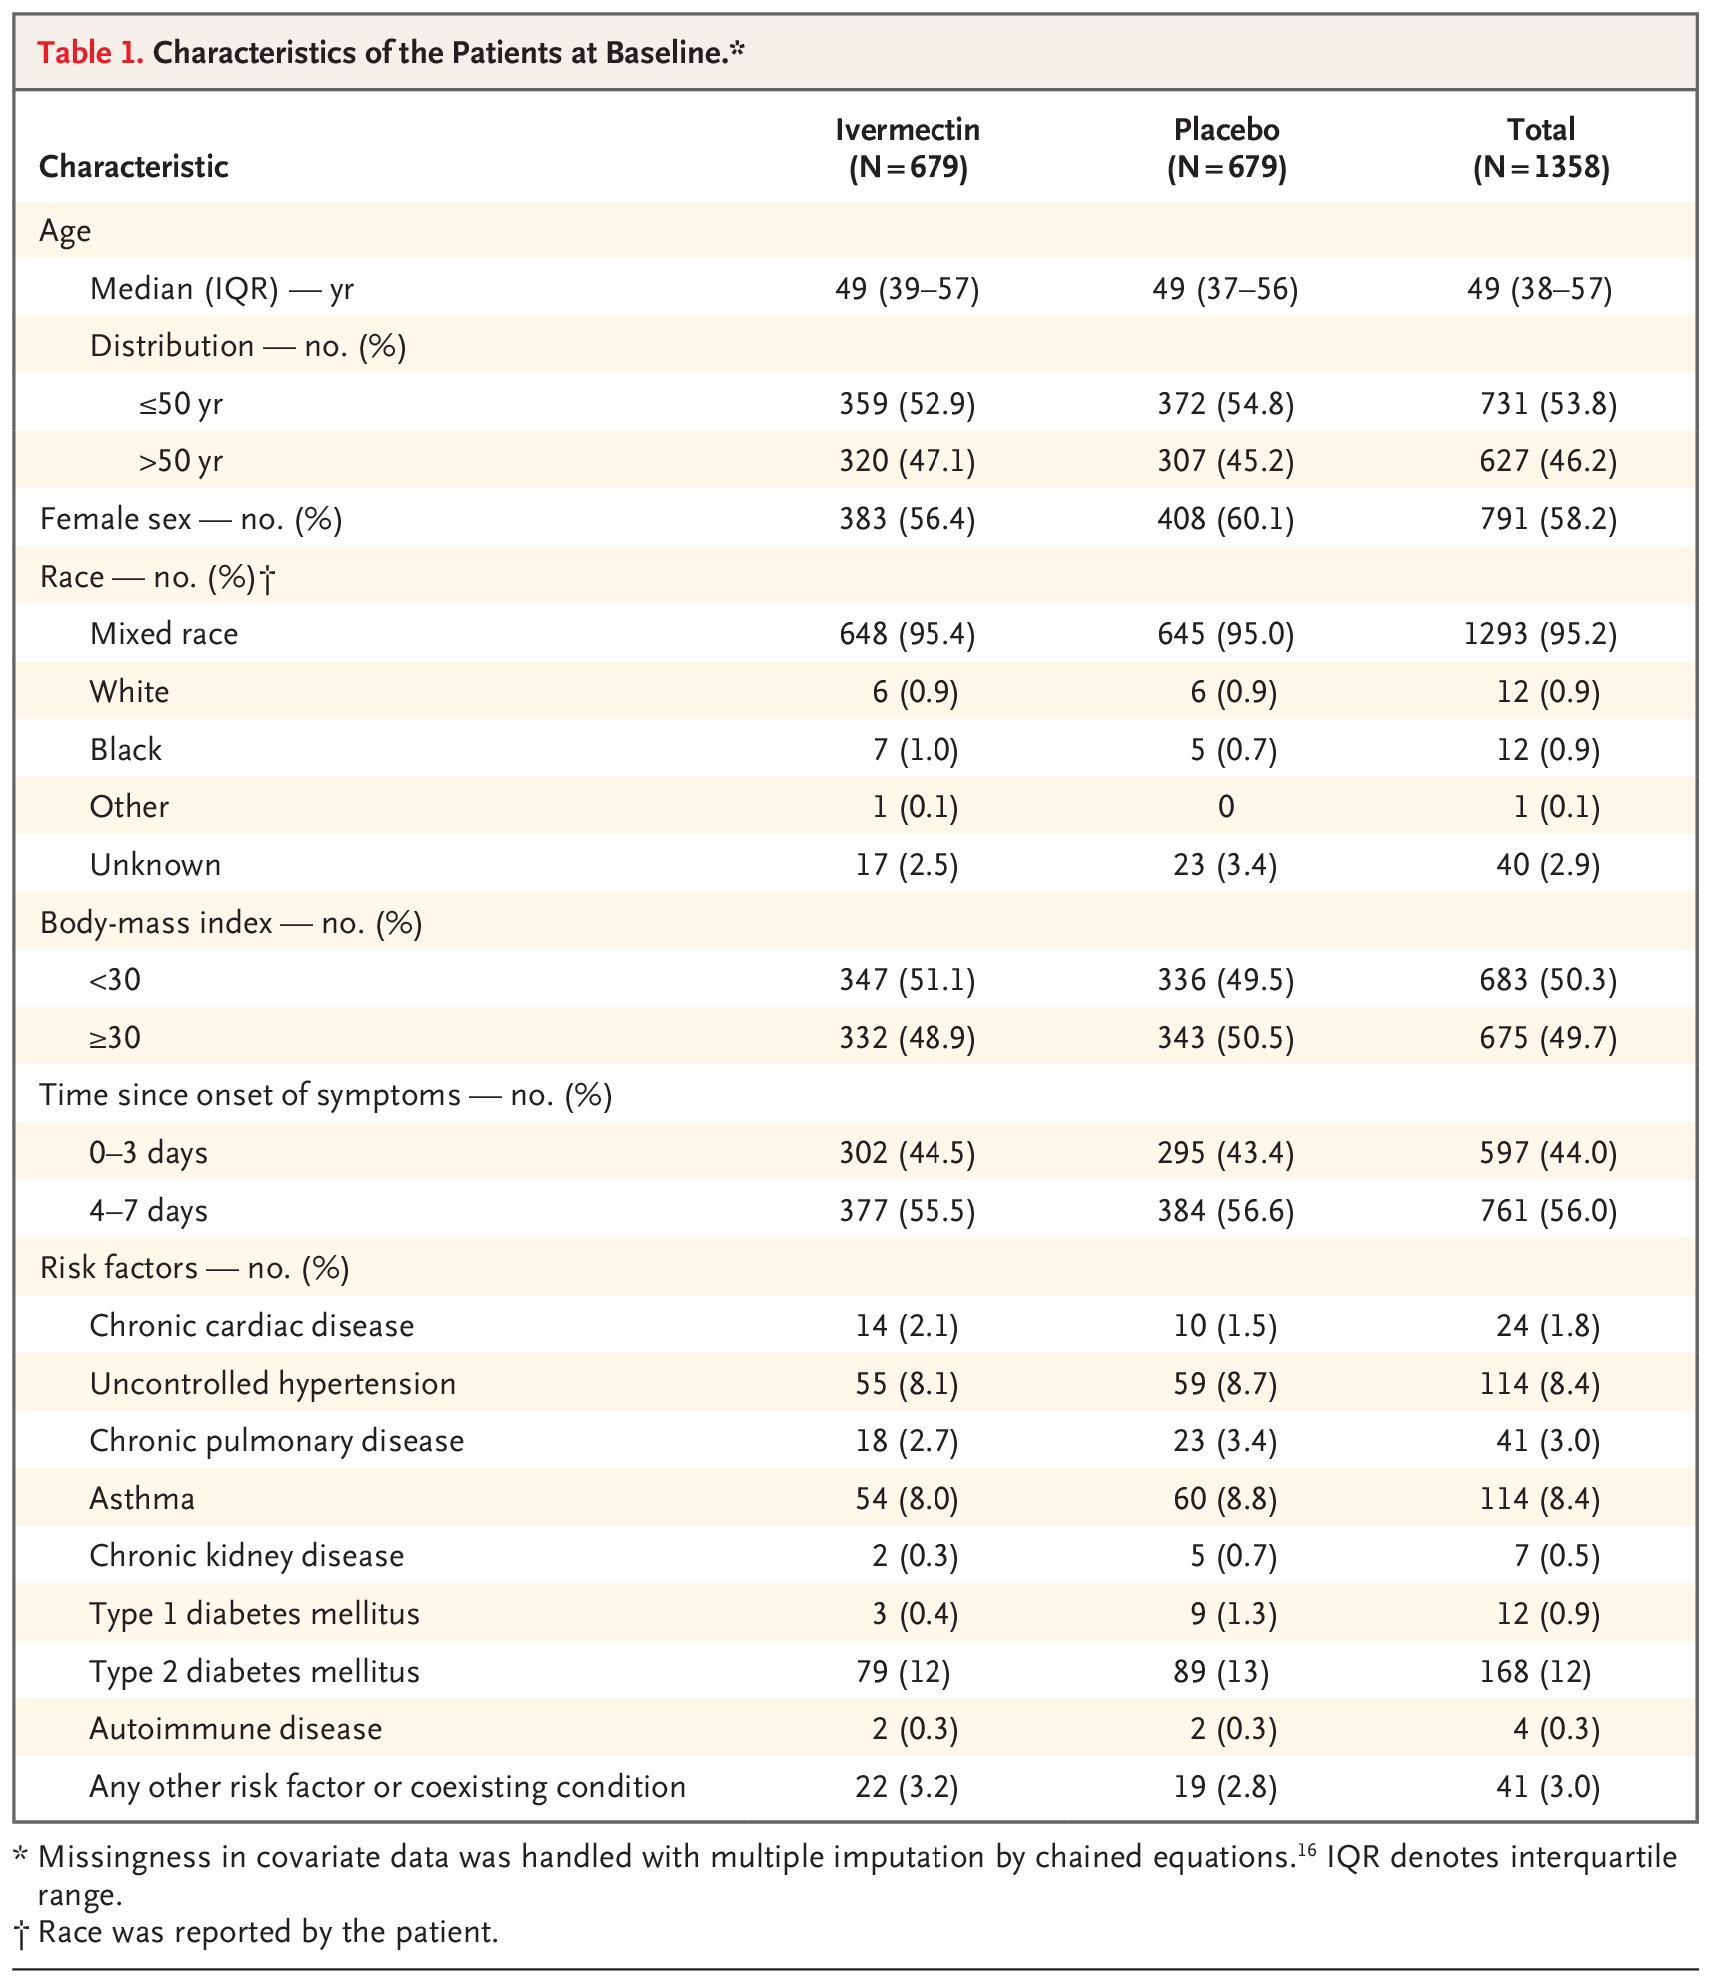 Table 1. Characteristics of the Patients at Baseline.*
Characteristic Ivermectin (N=679) Placebo (N=679) Total (N=1358)
Age
Median (IQR) — yr 49 (39–57) 49 (37–56) 49 (38–57)
Distribution — no. (%)
≤50 yr 359 (52.9) 372 (54.8) 731 (53.8)
>50 yr 320 (47.1) 307 (45.2) 627 (46.2)
Female sex — no. (%) 383 (56.4) 408 (60.1) 791 (58.2)
Race — no. (%)†
Mixed race 648 (95.4) 645 (95.0) 1293 (95.2)
White 6 (0.9) 6 (0.9) 12 (0.9)
Black 7 (1.0) 5 (0.7) 12 (0.9)
Other 1 (0.1) 0 1 (0.1)
Unknown 17 (2.5) 23 (3.4) 40 (2.9)
Body-mass index — no. (%)
<30 347 (51.1) 336 (49.5) 683 (50.3)
≥30 332 (48.9) 343 (50.5) 675 (49.7)
Time since onset of symptoms — no. (%)
0–3 days 302 (44.5) 295 (43.4) 597 (44.0)
4–7 days 377 (55.5) 384 (56.6) 761 (56.0)
Risk factors — no. (%)
Chronic cardiac disease 14 (2.1) 10 (1.5) 24 (1.8)
Uncontrolled hypertension 55 (8.1) 59 (8.7) 114 (8.4)
Chronic pulmonary disease 18 (2.7) 23 (3.4) 41 (3.0)
Asthma 54 (8.0) 60 (8.8) 114 (8.4)
Chronic kidney disease 2 (0.3) 5 (0.7) 7 (0.5)
Type 1 diabetes mellitus 3 (0.4) 9 (1.3) 12 (0.9)
Type 2 diabetes mellitus 79 (12) 89 (13) 168 (12)
Autoimmune disease 2 (0.3) 2 (0.3) 4 (0.3)
Any other risk factor or coexisting condition 22 (3.2) 19 (2.8) 41 (3.0)
* Missingness in covariate data was handled with multiple imputation by chained equations.16 IQR denotes interquartile
range.
† Race was reported by the patient.